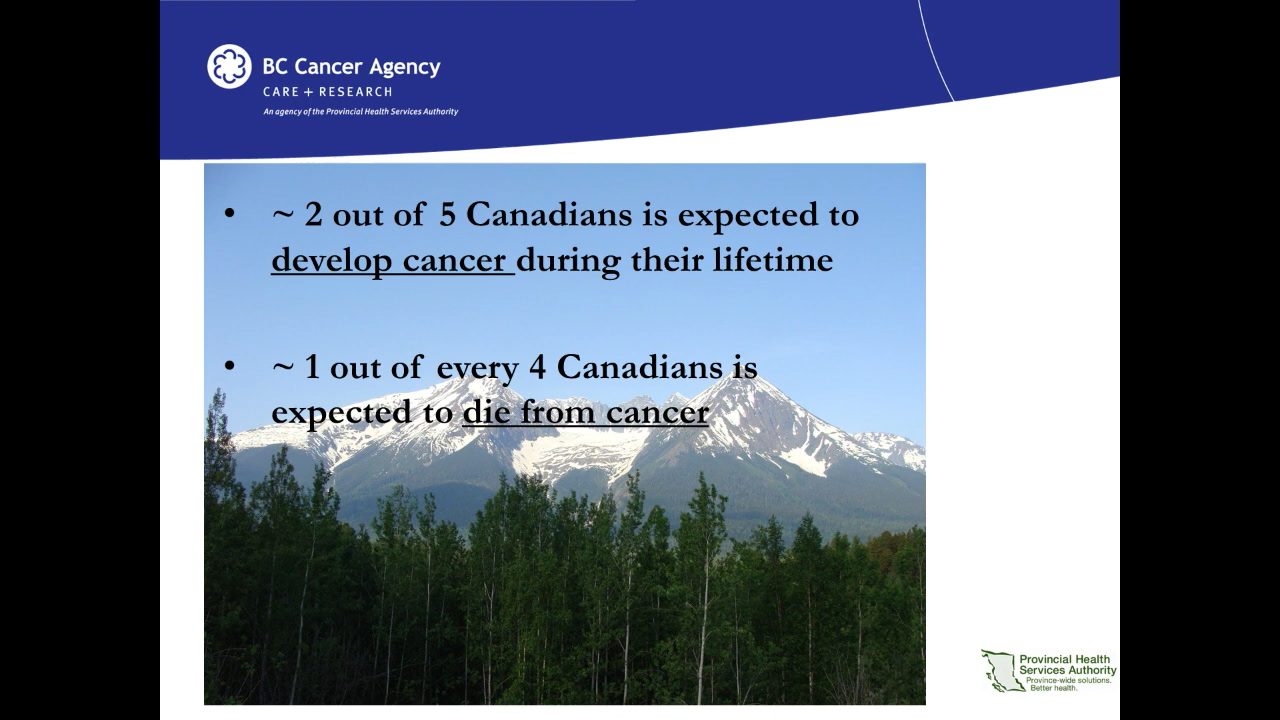 BC Cancer Agency
CARE + RESEARCH
An agency of the Provincial Health Services Authority
• ~ 2 out of 5 Canadians is expected to
develop cancer during their lifetime
• ~ 1 out of every 4 Canadians is
expected to die from cancer
Provincial Health
Services Authority
Province-wide solutions.
Better health.